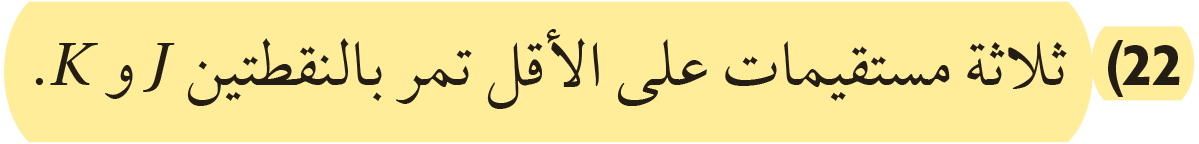 22) ثلاثة مستقيمات على الأقل تمر بالنقطتين J و K.